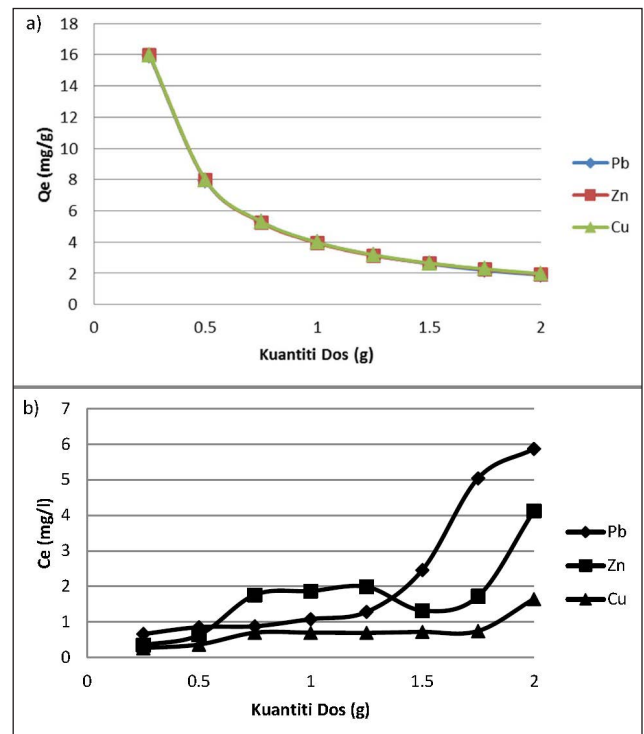 a)
18
16
14
12
10
8
6
4
2
0
Qe (mg/g)
0 0.5 1 1.5 2
Kuantiti Dos (g)
Pb
Zn
Cu
b)
7
6
5
4
3
2
1
0
Ce (mg/l)
0 0.5 1 1.5 2
Kuantiti Dos (g)
Pb
Zn
Cu